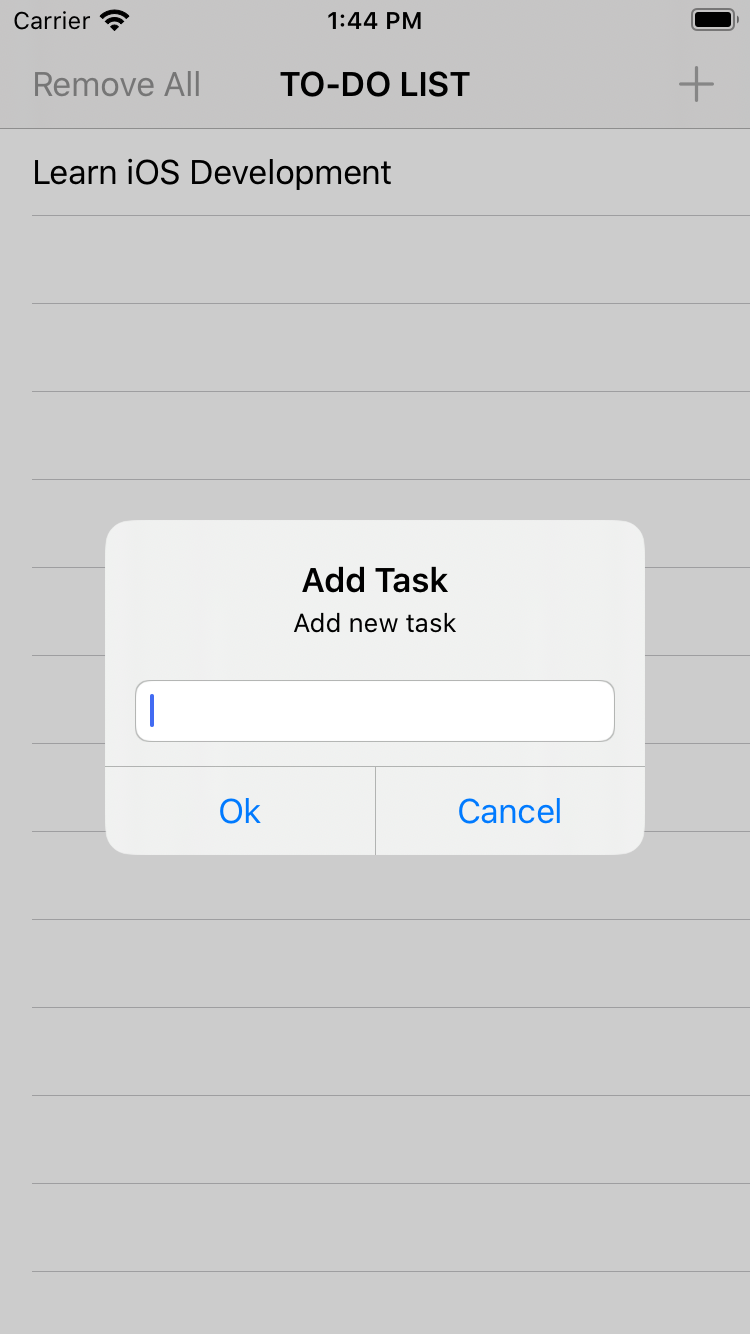 Carrier 1:44 PM
Remove All TO-DO LIST
Learn iOS Development
Add Task
Add new task
Ok Cancel